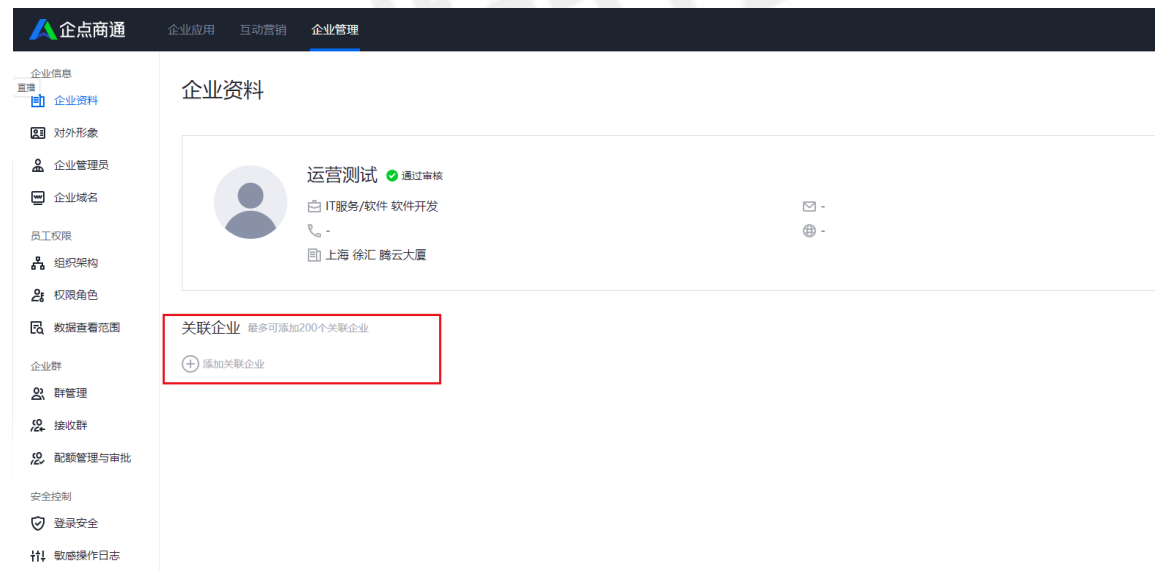 企点商通
企业应用 互动营销 企业管理
企业信息
直播
企业资料
对外形象
企业管理员
企业域名
员工权限
组织架构
权限角色
数据查看范围
企业群
群管理
接收群
配额管理与审批
安全控制
登录安全
敏感操作日志
企业资料
运营测试 通过审核
IT服务/软件 软件开发
-
-
-
上海 徐汇 腾云大厦
关联企业 最多可添加200个关联企业
添加关联企业